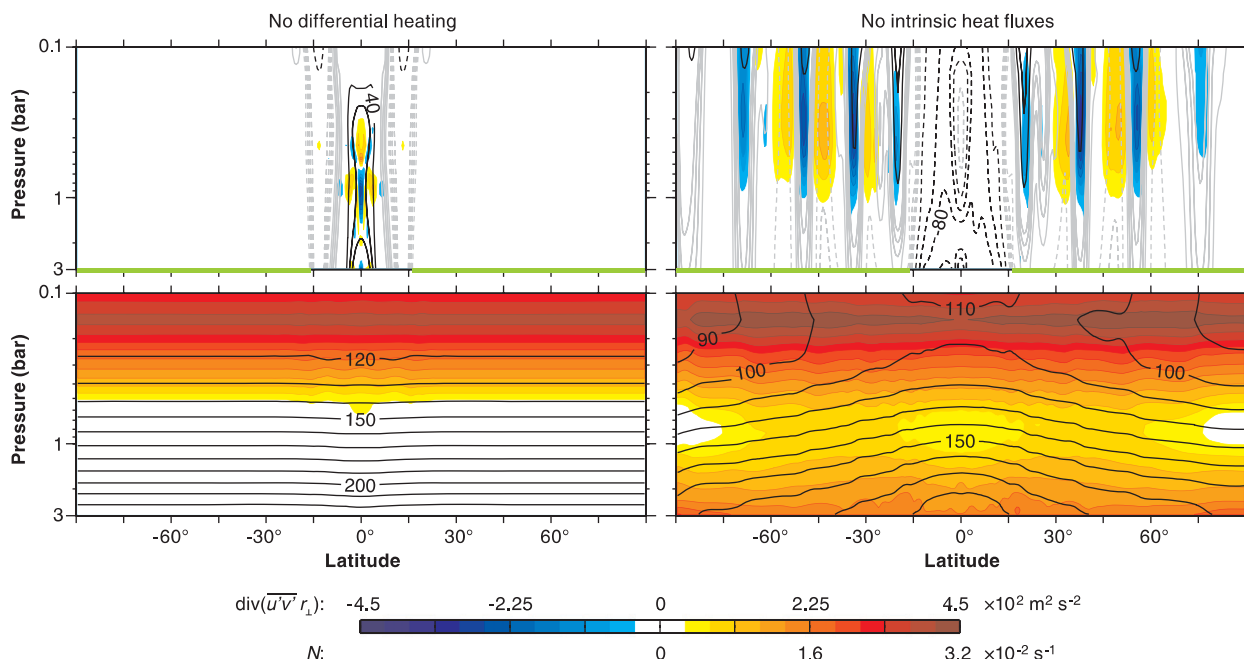 No differential heating
No intrinsic heat fluxes
0.1
1
3
Pressure (bar)
40
-80
0.1
1
3
Pressure (bar)
120
150
200
110
90
100
100
150
-60° -30° 0° 30° 60°
Latitude
-60° -30° 0° 30° 60°
Latitude
div(u'v' r⊥): -4.5 -2.25 0 2.25 4.5 ×10² m² s⁻²
N: 0 1.6 3.2 ×10⁻² s⁻¹